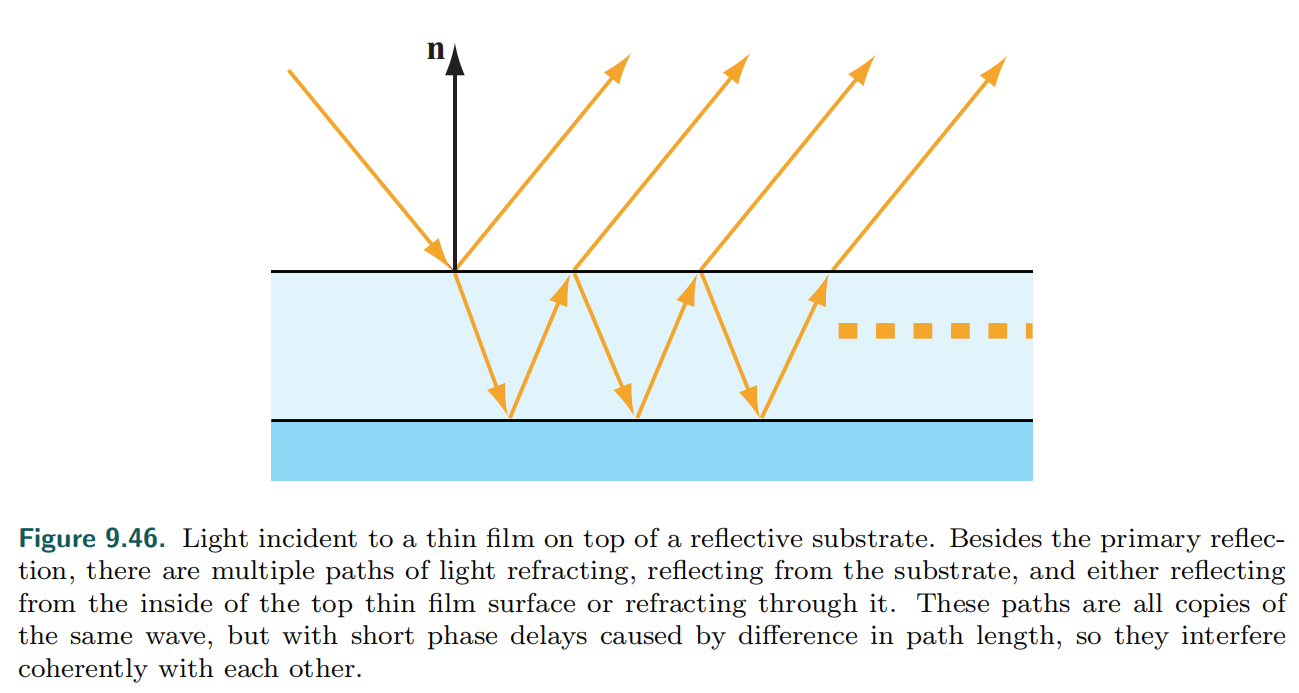 n
Figure 9.46. Light incident to a thin film on top of a reflective substrate. Besides the primary reflec-
tion, there are multiple paths of light refracting, reflecting from the substrate, and either reflecting
from the inside of the top thin film surface or refracting through it. These paths are all copies of
the same wave, but with short phase delays caused by difference in path length, so they interfere
coherently with each other.